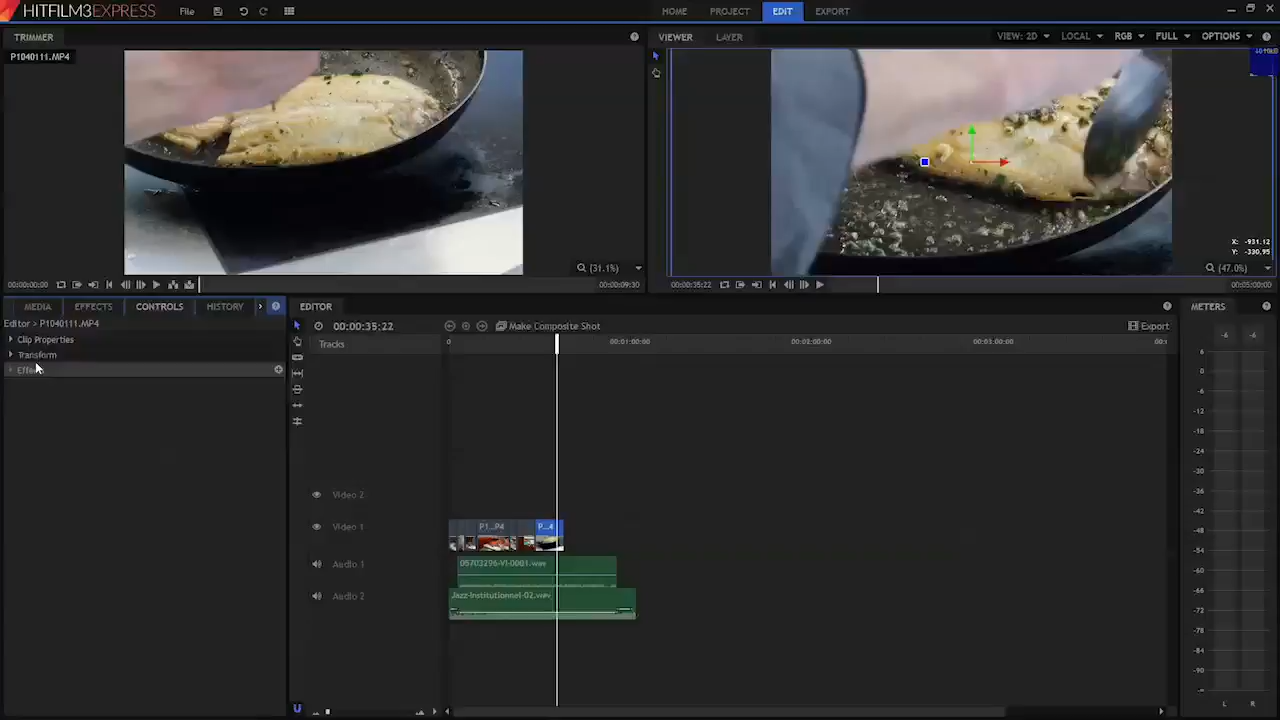 HITFILM3EXPRESS File HOME PROJECT EDIT EXPORT
TRIMMER VIEWER LAYER VIEW: 2D LOCAL RGB FULL OPTIONS
P1040111.MP4
X: -931.12
Y: -330.95
(31.1%) (47.0%)
00:00:00:00 00:00:09:30 00:00:35:22 00:05:00:00
MEDIA EFFECTS CONTROLS HISTORY EDITOR METERS
Editor > P1040111.MP4 00:00:35:22 Make Composite Shot Export
Clip Properties Tracks 0 00:01:00:00 00:02:00:00 00:03:00:00
Transform
-6 -6
6
0
-6
-12
-18
-24
-30
-36
-42
-48
-54
-60
-66
-72
-78
-84
-90
-∞
L R
Video 2
Video 1 P1...P4 P...4
Audio 1 05703296-VI-0001.wav
Audio 2 Jazz-Institutionnel-02.wav